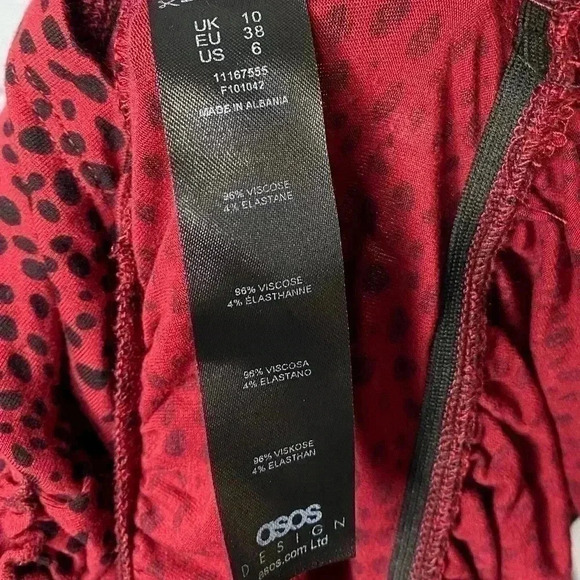 UK 10
EU 38
US 6
11167555
F101042
MADE IN ALBANIA
96% VISCOSE
4% ELASTANE
96% VISCOSE
4% ÉLASTHANNE
96% VISCOSA
4% ELASTANO
96% VISKOSE
4% ELASTHAN
asos
DESIGN
asos.com Ltd